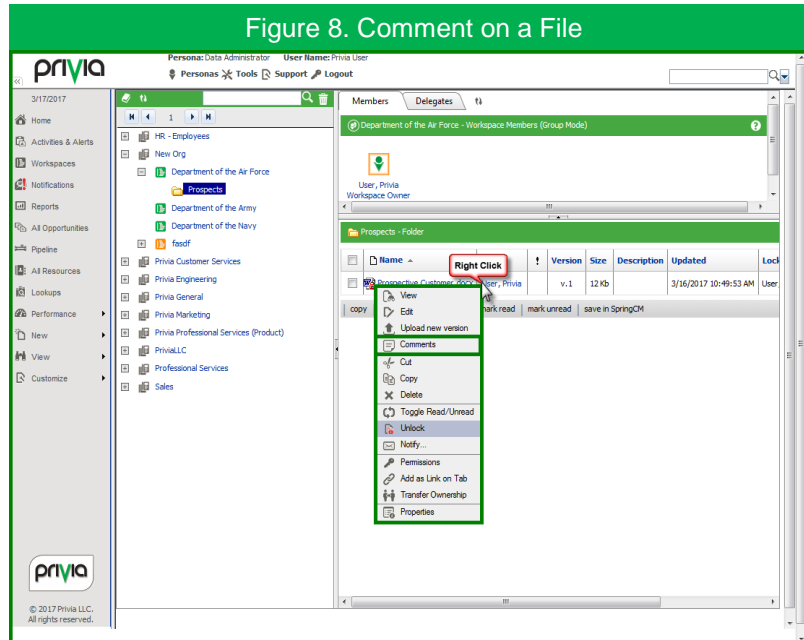 Figure 8. Comment on a File
privia
Persona: Data Administrator User Name: Privia User
Personas Tools Support Logout
3/17/2017
Home
Activities & Alerts
Workspaces
Notifications
Reports
All Opportunities
Pipeline
All Resources
Lookups
Performance
New
View
Customize
privia
© 2017 Privia LLC.
All rights reserved.
1
HR - Employees
New Org
Department of the Air Force
Prospects
Department of the Army
Department of the Navy
fasdf
Privia Customer Services
Privia Engineering
Privia General
Privia Marketing
Privia Professional Services (Product)
PriviaLLC
Professional Services
Sales
Members Delegates
Department of the Air Force - Workspace Members (Group Mode)
User, Privia
Workspace Owner
Prospects - Folder
Name ! Version Size Description Updated Lock
Right Click
Prospective Customer.docx User, Privia v.1 12 Kb 3/16/2017 10:49:53 AM User
copy mark read | mark unread | save in SpringCM
View
Edit
Upload new version
Comments
Cut
Copy
Delete
Toggle Read/Unread
Unlock
Notify...
Permissions
Add as Link on Tab
Transfer Ownership
Properties